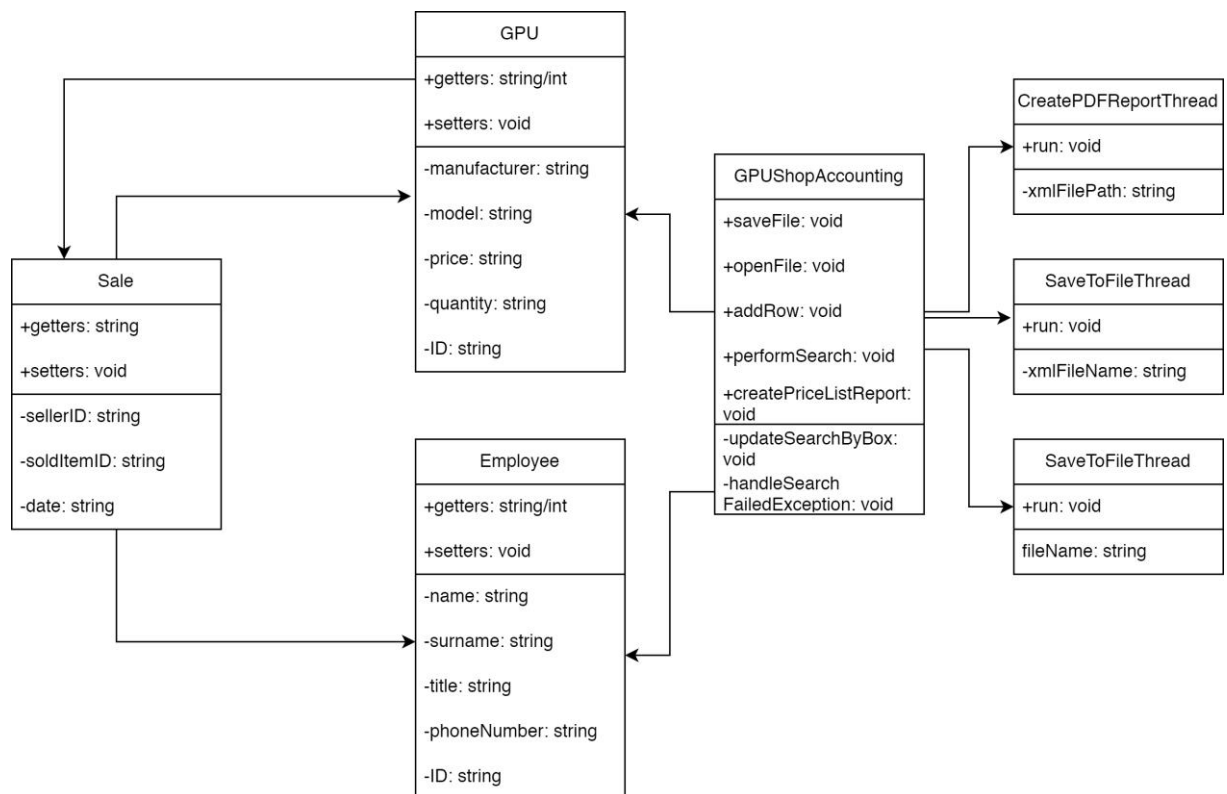 GPU
+getters: string/int
+setters: void
-manufacturer: string
-model: string
-price: string
-quantity: string
-ID: string
Sale
+getters: string
+setters: void
-sellerID: string
-soldItemID: string
-date: string
Employee
+getters: string/int
+setters: void
-name: string
-surname: string
-title: string
-phoneNumber: string
-ID: string
GPUShopAccounting
+saveFile: void
+openFile: void
+addRow: void
+performSearch: void
+createPriceListReport:
void
-updateSearchByBox:
void
-handleSearch
FailedException: void
CreatePDFReportThread
+run: void
-xmlFilePath: string
SaveToFileThread
+run: void
-xmlFileName: string
SaveToFileThread
+run: void
fileName: string